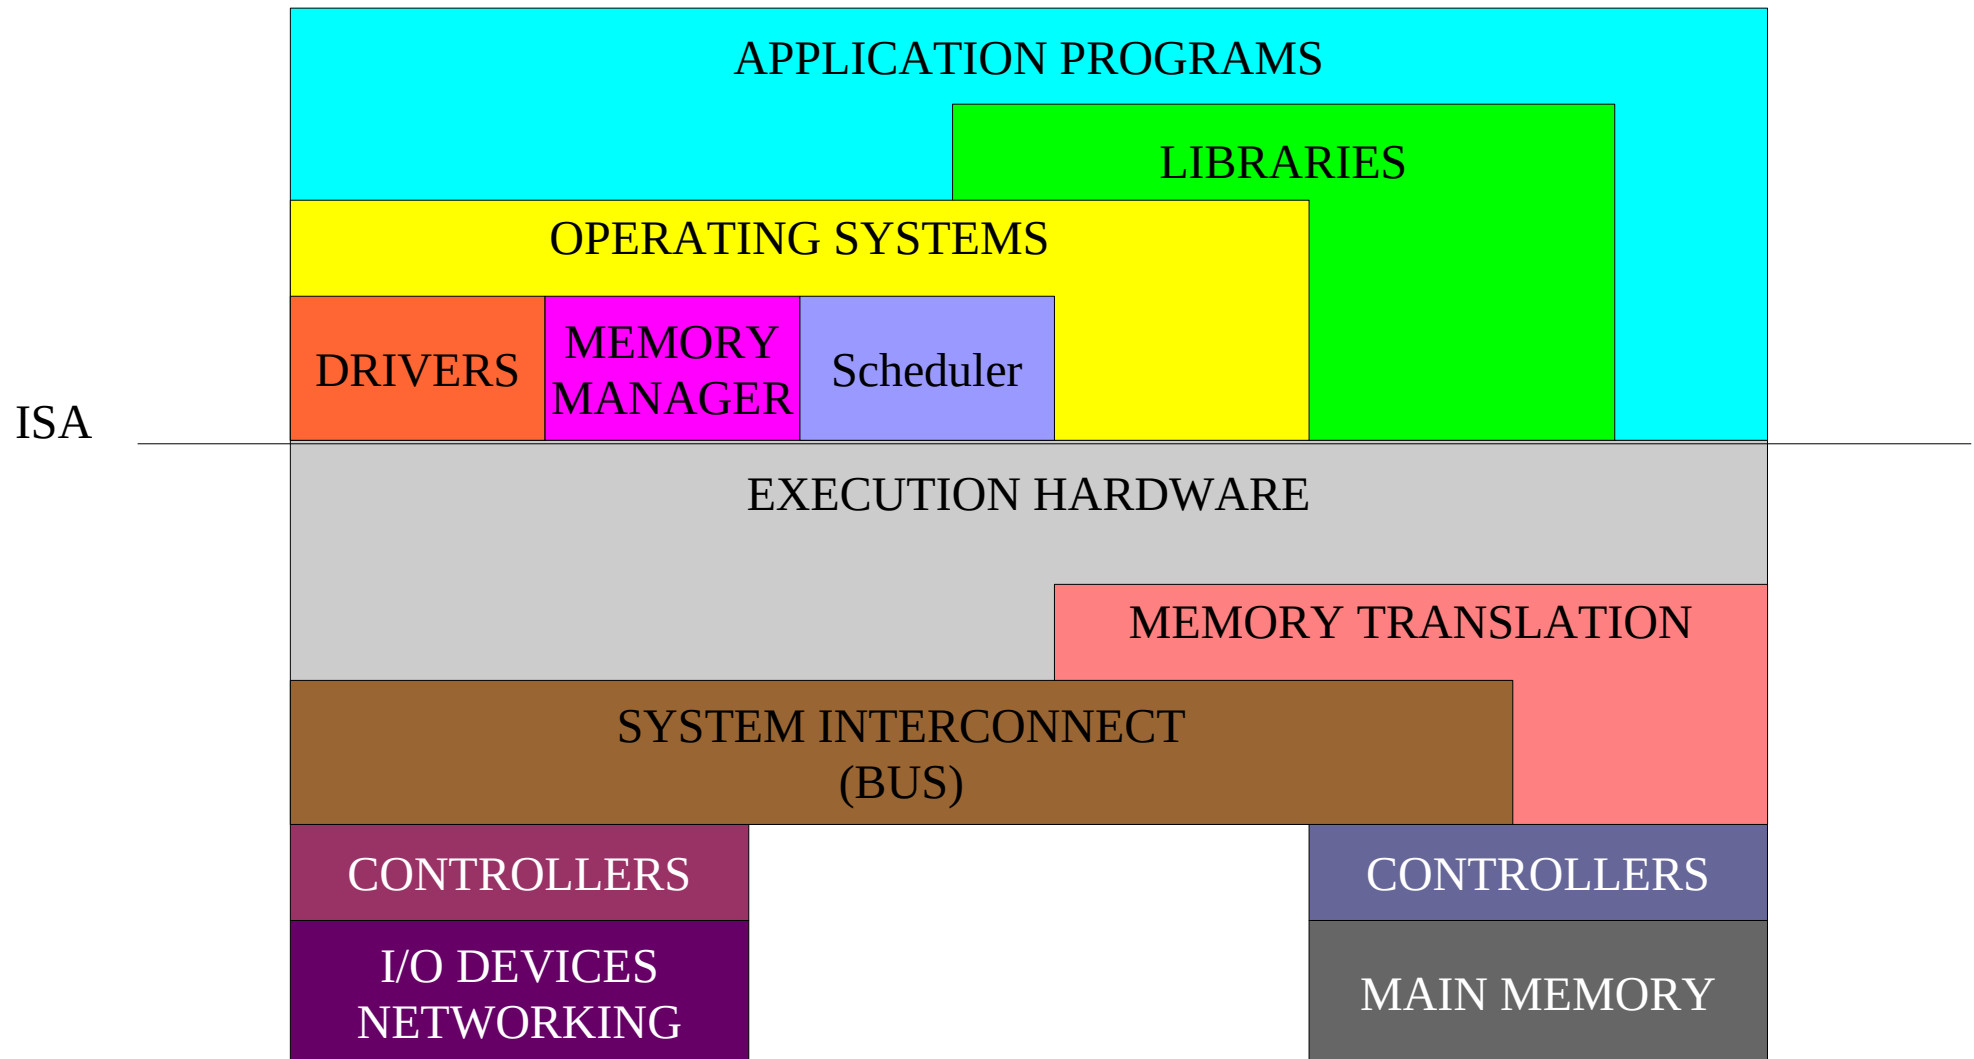 APPLICATION PROGRAMS
LIBRARIES
OPERATING SYSTEMS
DRIVERS
MEMORY
MANAGER
Scheduler
ISA
EXECUTION HARDWARE
MEMORY TRANSLATION
SYSTEM INTERCONNECT
(BUS)
CONTROLLERS
CONTROLLERS
I/O DEVICES
NETWORKING
MAIN MEMORY